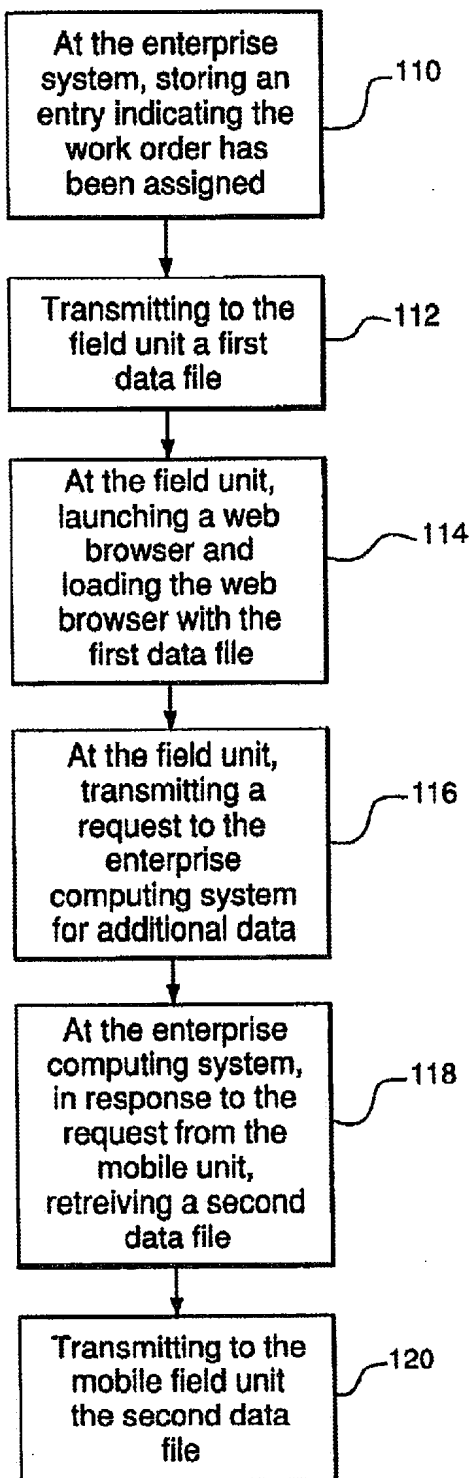 At the enterprise
system, storing an
entry indicating the
work order has
been assigned
110
Transmitting to the
field unit a first
data file
112
At the field unit,
launching a web
browser and
loading the web
browser with the
first data file
114
At the field unit,
transmitting a
request to the
enterprise
computing system
for additional data
116
At the enterprise
computing system,
in response to the
request from the
mobile unit,
retreiving a second
data file
118
Transmitting to the
mobile field unit
the second data
file
120